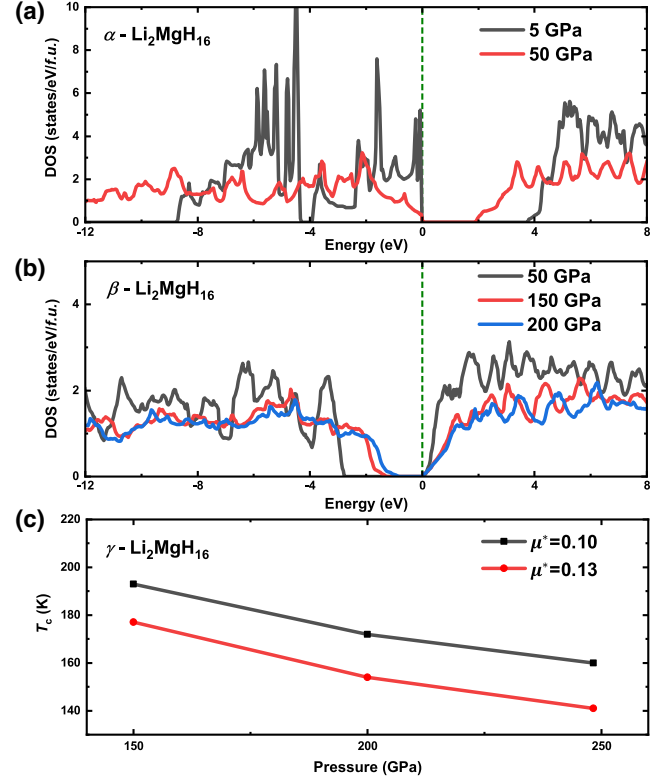 (a)
α - Li₂MgH₁₆
5 GPa
50 GPa
DOS (states/eV/f.u.)
10
8
6
4
2
0
-12 -8 -4 0 4 8
Energy (eV)
(b)
β - Li₂MgH₁₆
50 GPa
150 GPa
200 GPa
DOS (states/eV/f.u.)
4
2
0
-12 -8 -4 0 4 8
Energy (eV)
(c)
γ - Li₂MgH₁₆
μ*=0.10
μ*=0.13
Tc (K)
220
200
180
160
140
150 200 250
Pressure (GPa)